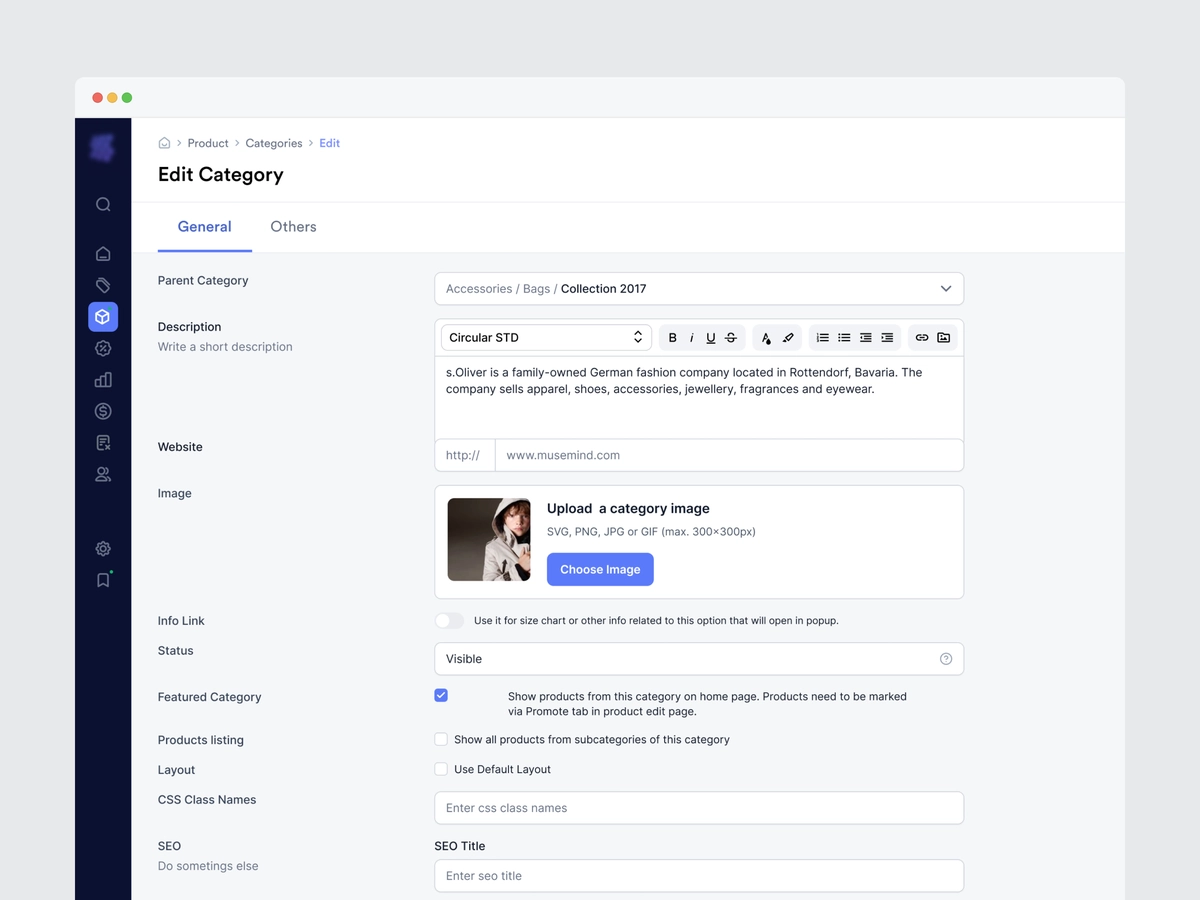 Product > Categories > Edit
Edit Category
General Others
Parent Category
Accessories / Bags / Collection 2017
Description
Write a short description
Circular STD B i U S
s.Oliver is a family-owned German fashion company located in Rottendorf, Bavaria. The
company sells apparel, shoes, accessories, jewellery, fragrances and eyewear.
Website
http:// www.musemind.com
Image
Upload a category image
SVG, PNG, JPG or GIF (max. 300×300px)
Choose Image
Info Link
Use it for size chart or other info related to this option that will open in popup.
Status
Visible
Featured Category
Show products from this category on home page. Products need to be marked
via Promote tab in product edit page.
Products listing
Show all products from subcategories of this category
Layout
Use Default Layout
CSS Class Names
Enter css class names
SEO
Do sometings else
SEO Title
Enter seo title